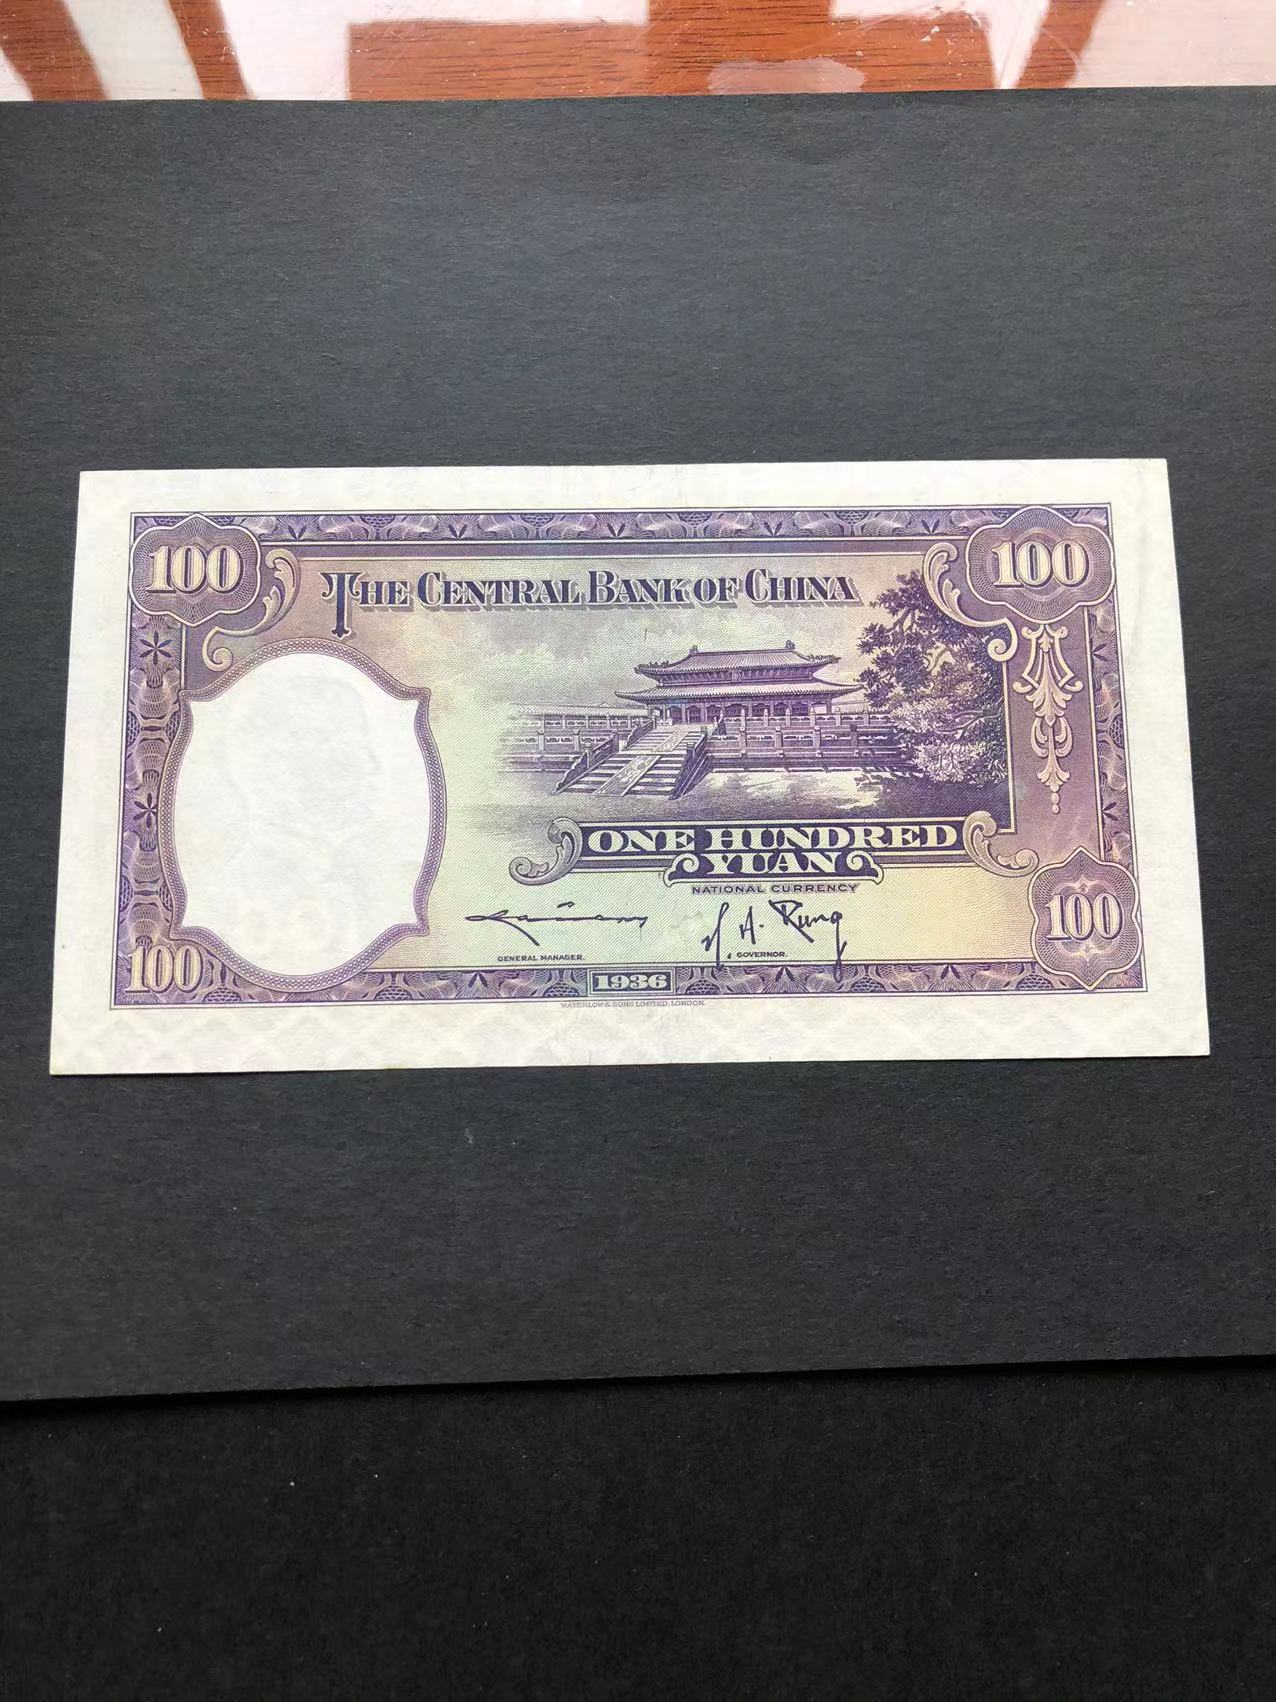 100
100
THE CENTRAL BANK OF CHINA
ONE HUNDRED
YUAN
NATIONAL CURRENCY
H. H. Kung
GENERAL MANAGER.
GOVERNOR.
100
100
1936
WATERLOW & SONS LIMITED, LONDON.